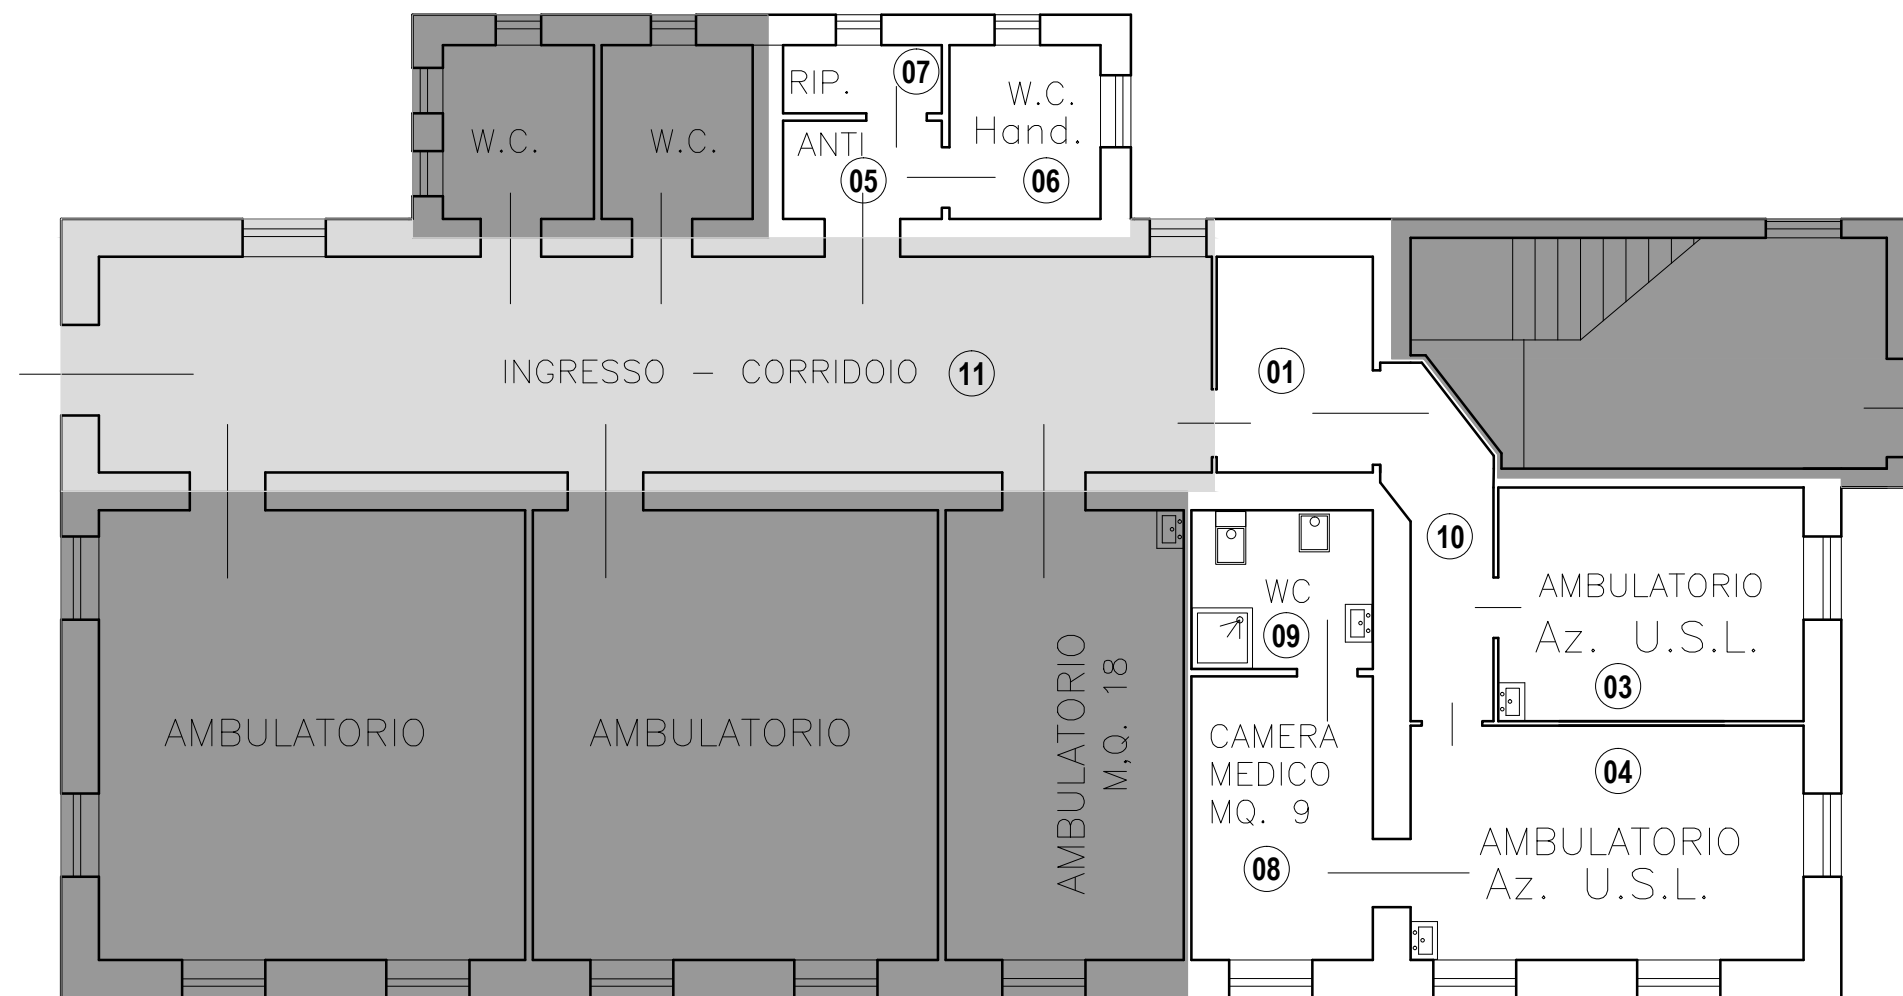 RIP.
07
W.C.
Hand.
W.C.
W.C.
ANTI
05
06
INGRESSO – CORRIDOIO
11
01
10
WC
09
AMBULATORIO
Az. U.S.L.
03
AMBULATORIO
AMBULATORIO
AMBULATORIO
M,Q. 18
CAMERA
MEDICO
MQ. 9
08
04
AMBULATORIO
Az. U.S.L.